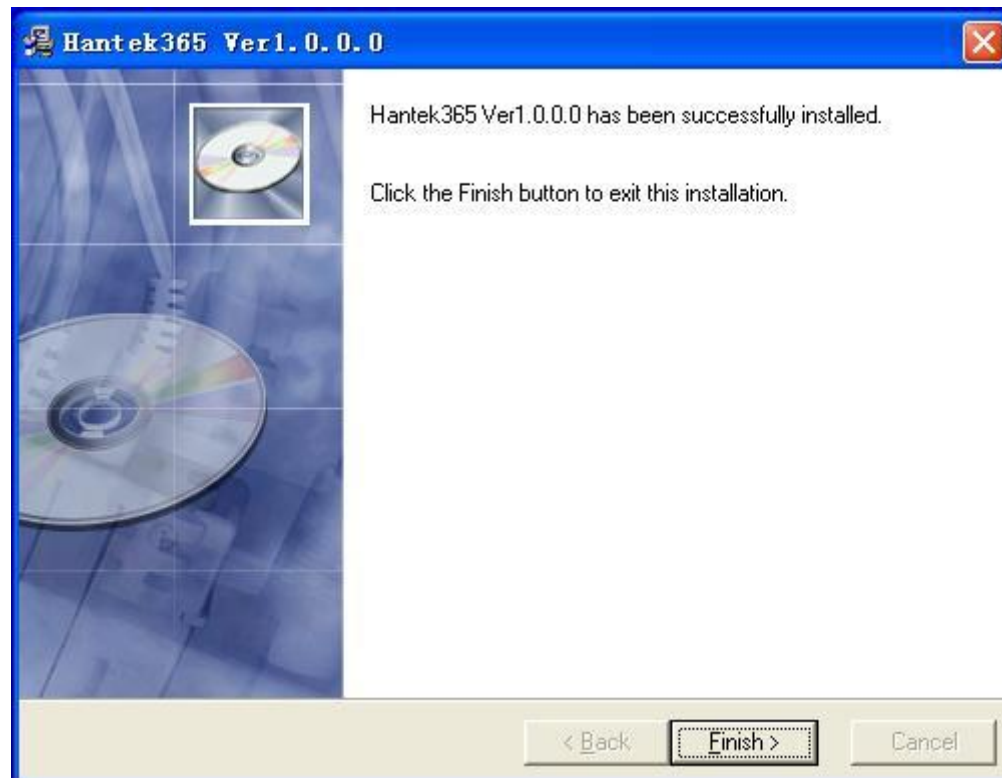 Hantek365 Ver1.0.0.0
Hantek365 Ver1.0.0.0 has been successfully installed.
Click the Finish button to exit this installation.
< Back
Finish >
Cancel